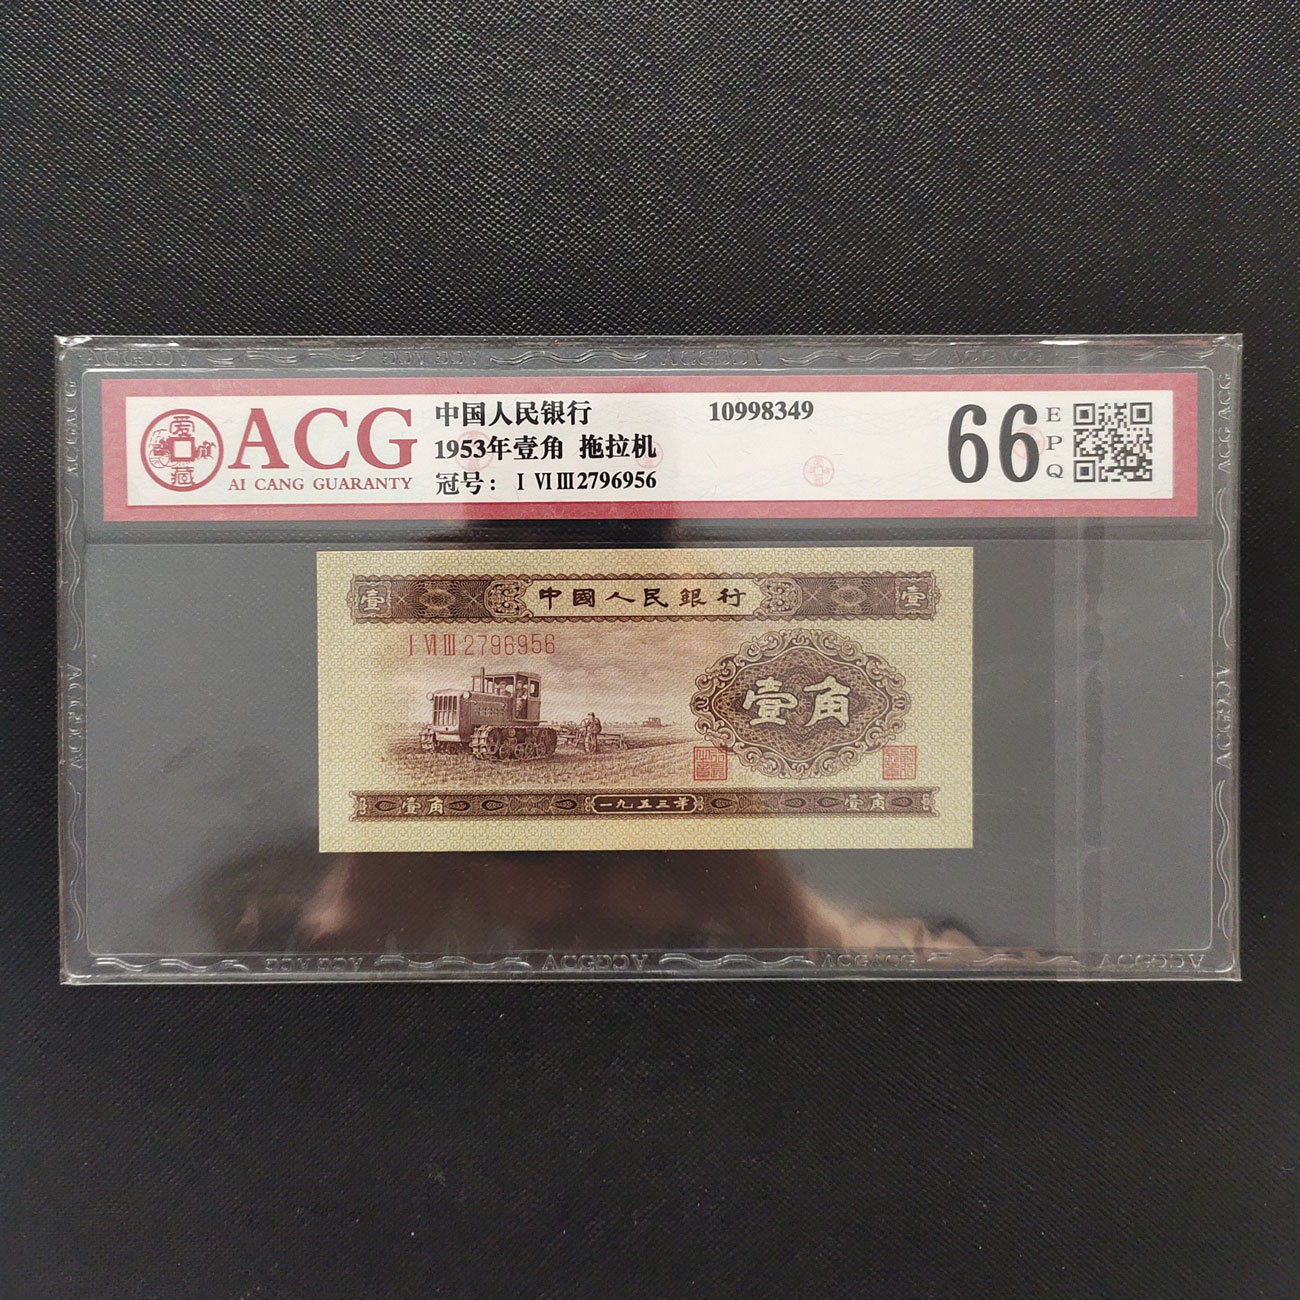 ACG
AI CANG GUARANTY
中国人民银行
1953年壹角 拖拉机
冠号：Ⅰ Ⅵ Ⅲ 2796956
10998349
66
E
P
Q
壹
中國人民銀行
壹
Ⅰ Ⅵ Ⅲ 2796956
壹角
壹角
一九五三年
壹角